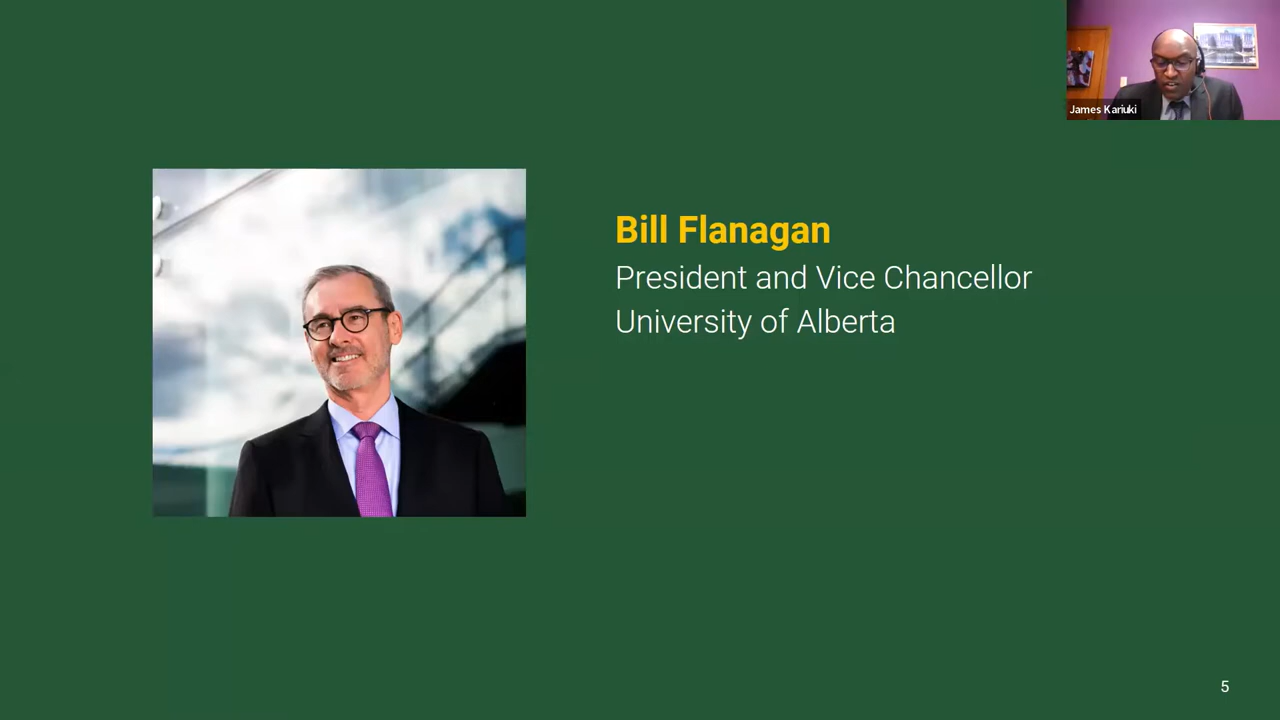 James Kariuki
Bill Flanagan
President and Vice Chancellor
University of Alberta
5